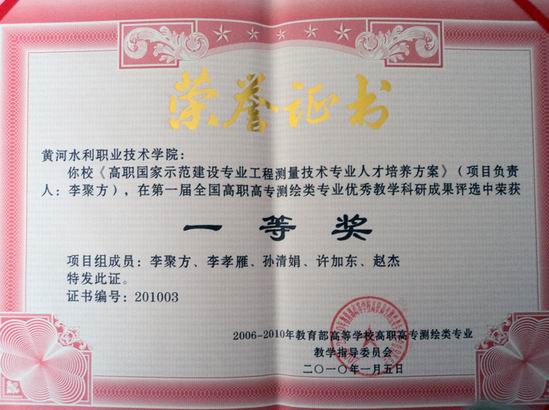 荣誉证书
黄河水利职业技术学院：
你校《高职国家示范建设专业工程测量技术专业人才培养方案》（项目负责
人：李聚方），在第一届全国高职高专测绘类专业优秀教学科研成果评选中荣获
一等奖
项目组成员：李聚方、李孝雁、孙清娟、许加东、赵杰
特发此证。
证书编号：201003
2006-2010年教育部高等学校高职高专测绘类专业
教学指导委员会
二〇一〇年一月五日